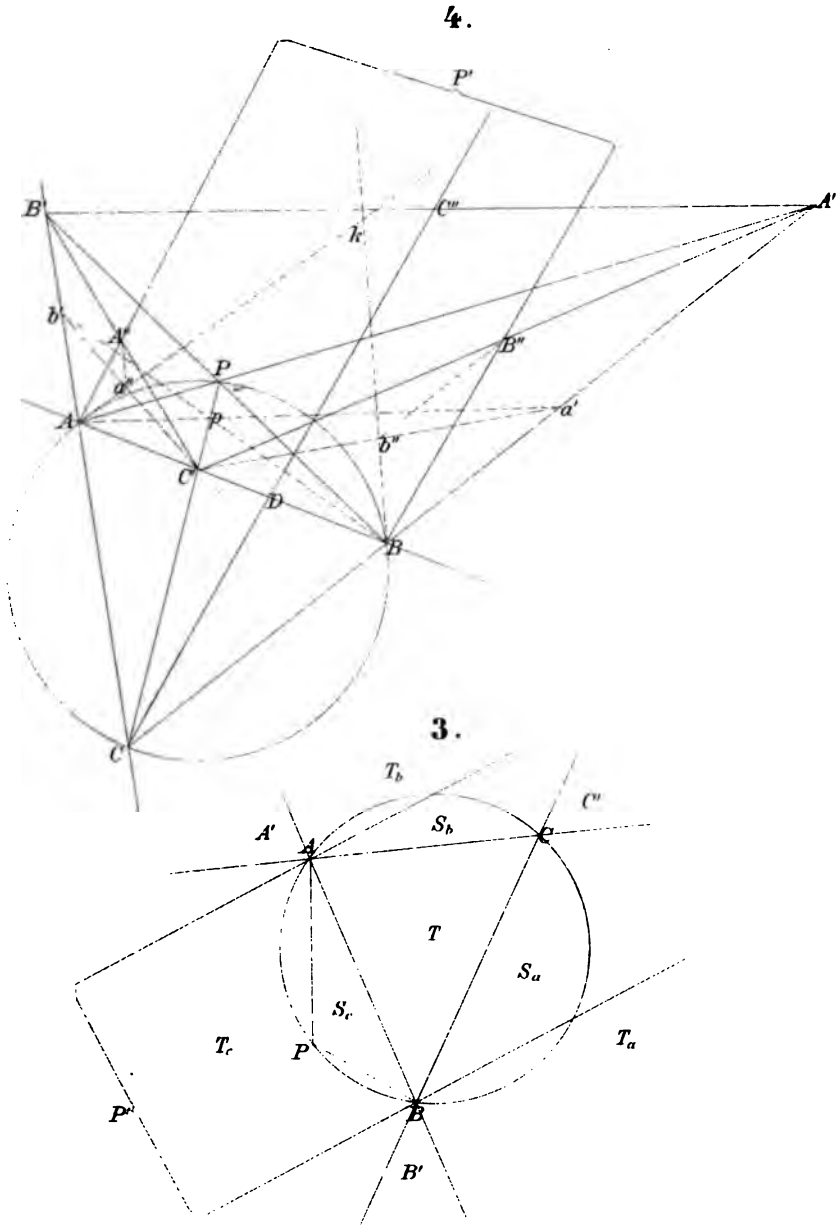 4.
P'
B' k C''' A'
b' A'' P B''
a'' A p a'
C' b''
D B
C
3.
T_b C''
A' A S_b C
T
S_c S_a
T_c P T_a
P' B
B'